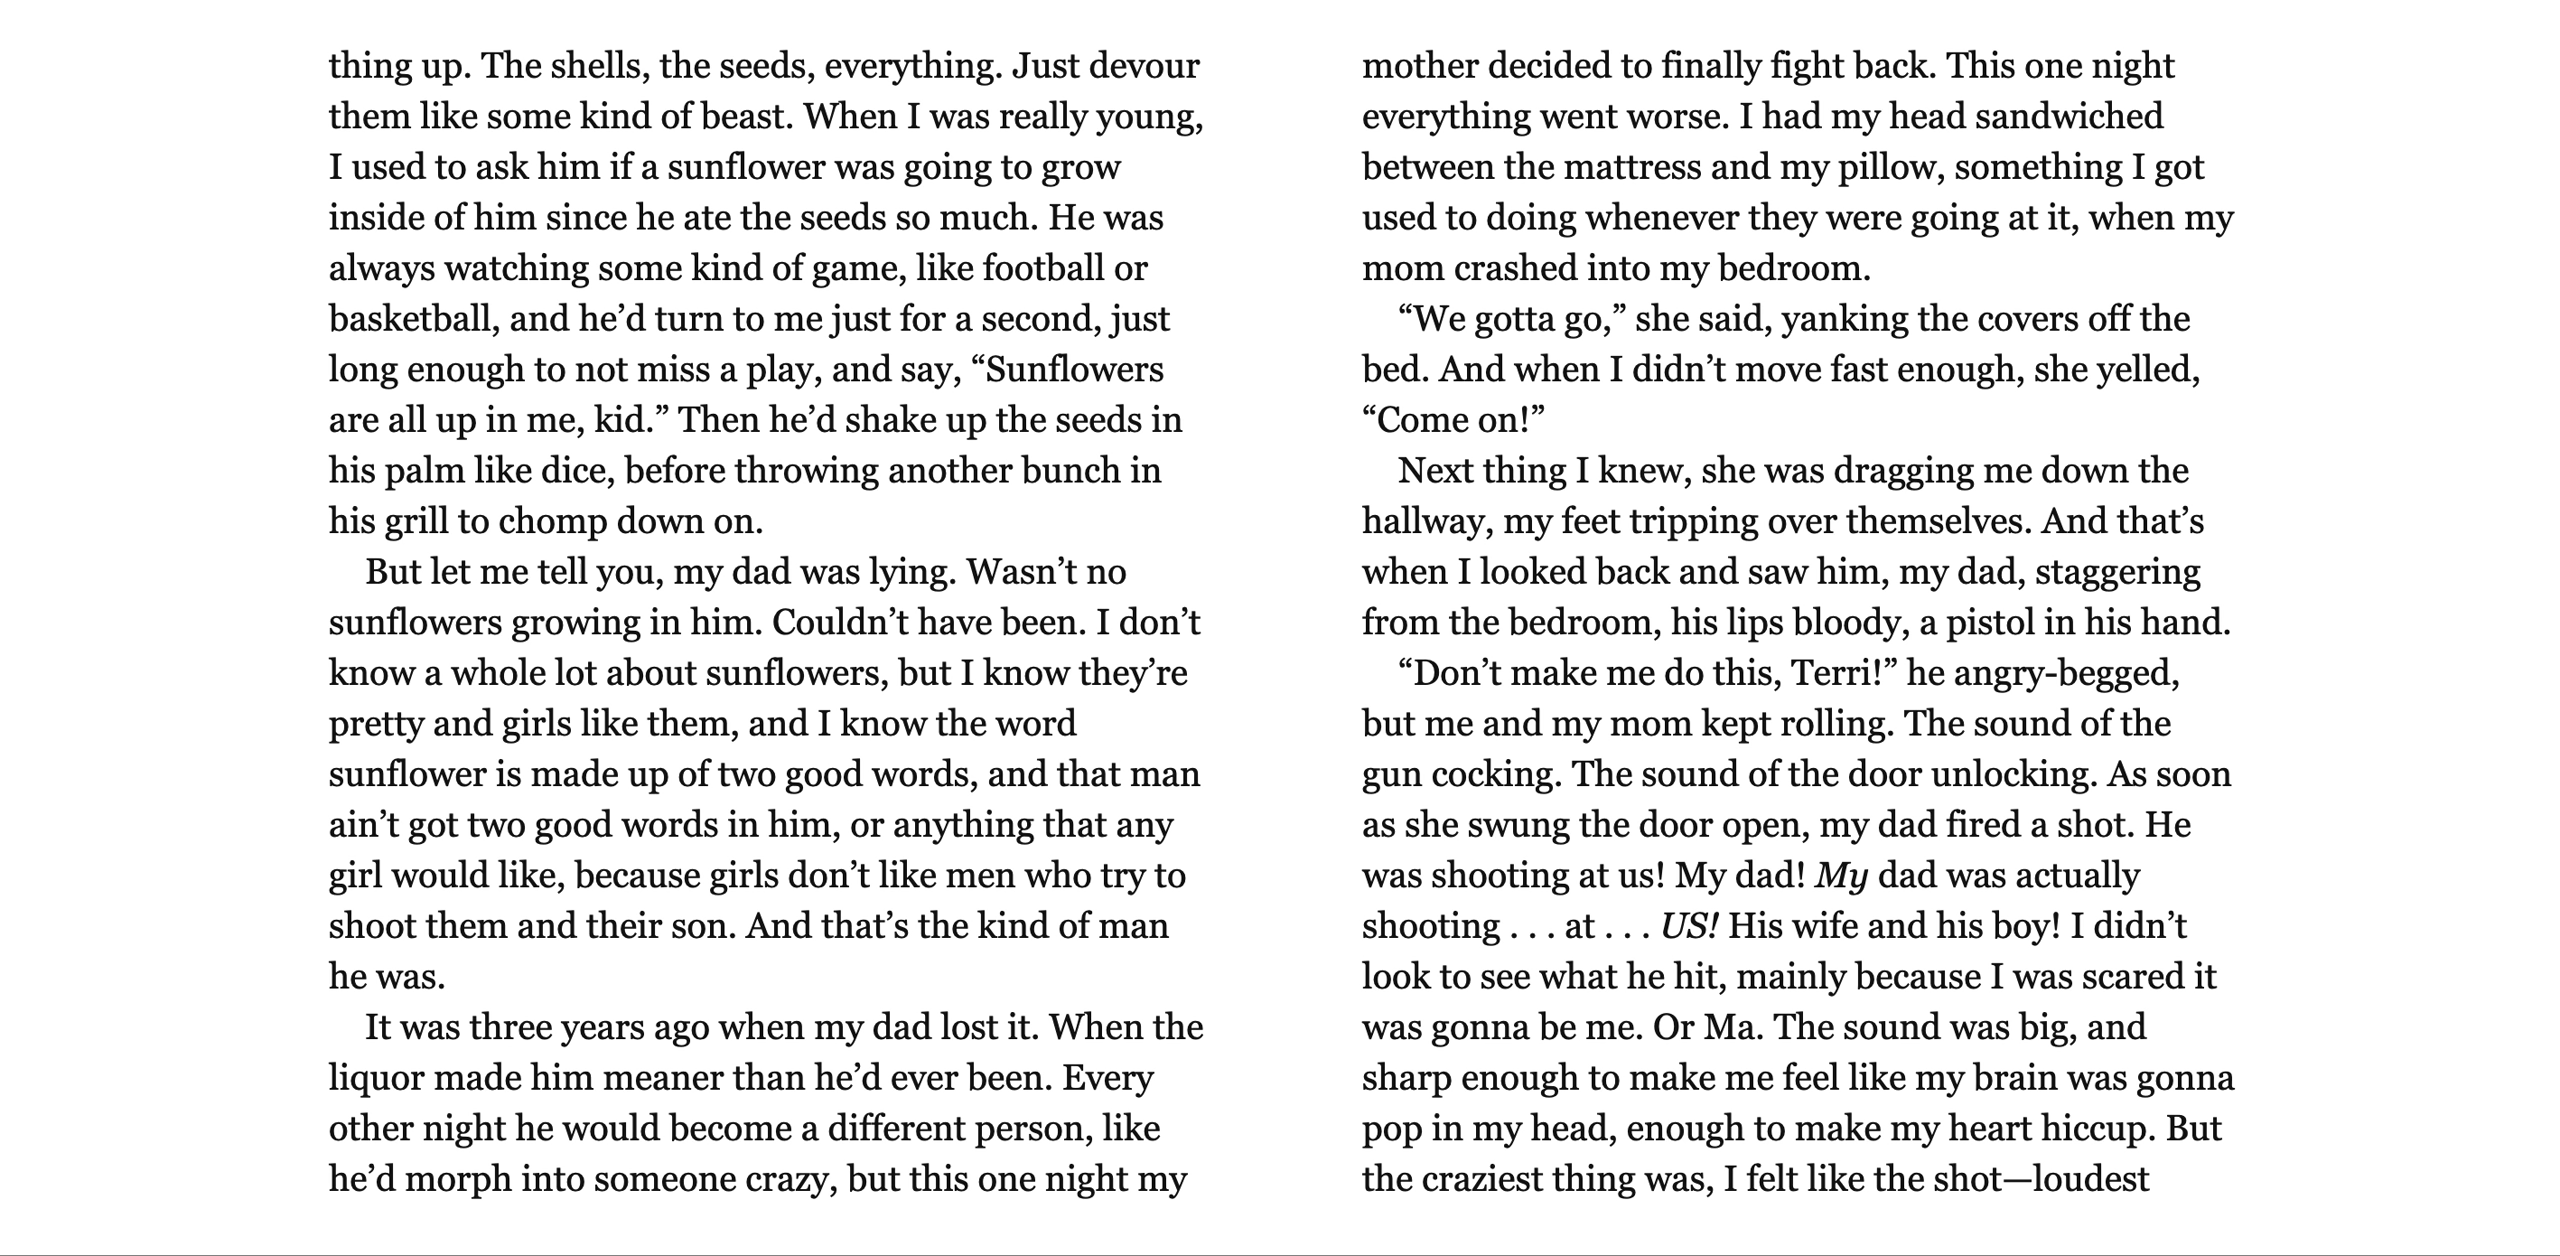 thing up. The shells, the seeds, everything. Just devour
them like some kind of beast. When I was really young,
I used to ask him if a sunflower was going to grow
inside of him since he ate the seeds so much. He was
always watching some kind of game, like football or
basketball, and he’d turn to me just for a second, just
long enough to not miss a play, and say, “Sunflowers
are all up in me, kid.” Then he’d shake up the seeds in
his palm like dice, before throwing another bunch in
his grill to chomp down on.
But let me tell you, my dad was lying. Wasn’t no
sunflowers growing in him. Couldn’t have been. I don’t
know a whole lot about sunflowers, but I know they’re
pretty and girls like them, and I know the word
sunflower is made up of two good words, and that man
ain’t got two good words in him, or anything that any
girl would like, because girls don’t like men who try to
shoot them and their son. And that’s the kind of man
he was.
It was three years ago when my dad lost it. When the
liquor made him meaner than he’d ever been. Every
other night he would become a different person, like
he’d morph into someone crazy, but this one night my
mother decided to finally fight back. This one night
everything went worse. I had my head sandwiched
between the mattress and my pillow, something I got
used to doing whenever they were going at it, when my
mom crashed into my bedroom.
“We gotta go,” she said, yanking the covers off the
bed. And when I didn’t move fast enough, she yelled,
“Come on!”
Next thing I knew, she was dragging me down the
hallway, my feet tripping over themselves. And that’s
when I looked back and saw him, my dad, staggering
from the bedroom, his lips bloody, a pistol in his hand.
“Don’t make me do this, Terri!” he angry-begged,
but me and my mom kept rolling. The sound of the
gun cocking. The sound of the door unlocking. As soon
as she swung the door open, my dad fired a shot. He
was shooting at us! My dad! My dad was actually
shooting . . . at . . . US! His wife and his boy! I didn’t
look to see what he hit, mainly because I was scared it
was gonna be me. Or Ma. The sound was big, and
sharp enough to make me feel like my brain was gonna
pop in my head, enough to make my heart hiccup. But
the craziest thing was, I felt like the shot—loudest